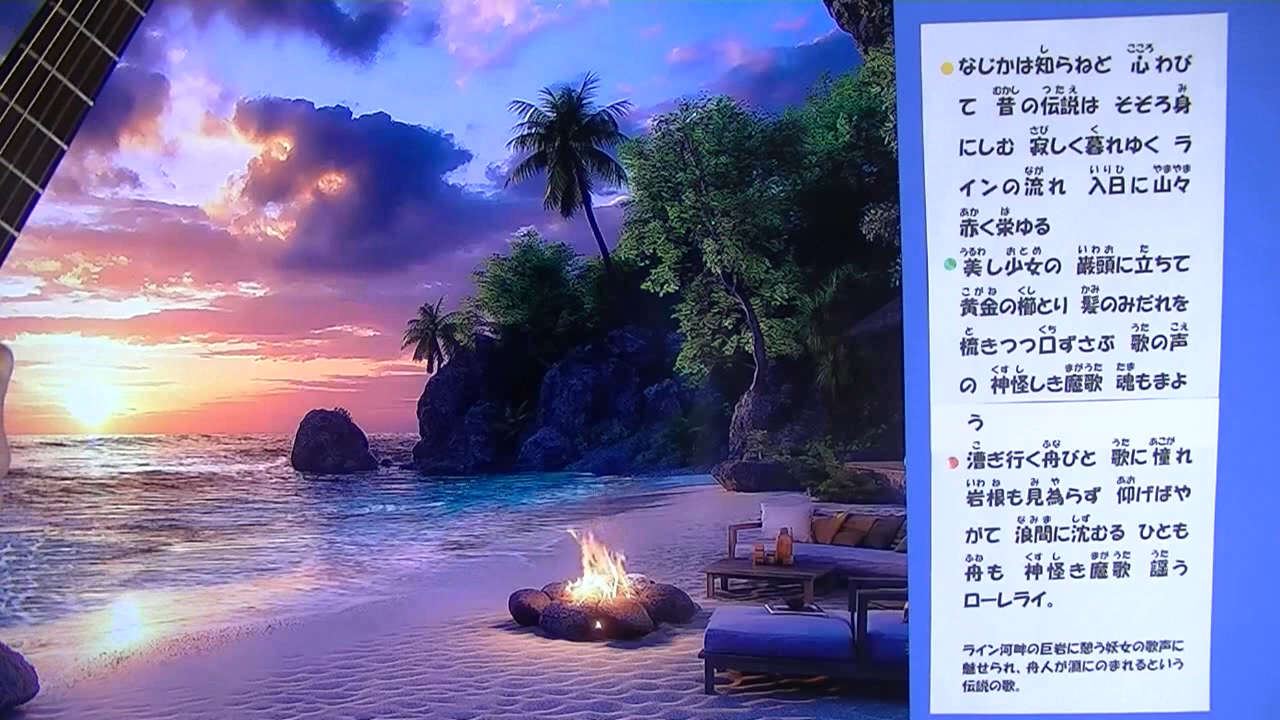 なじかは知らねど 心わび
て 昔の伝説は そぞろ身
にしむ 寂しく暮れゆく ラ
インの流れ 入日に山々
赤く栄ゆる
美し少女の 巌頭に立ちて
黄金の櫛とり 髪のみだれを
梳きつつ口ずさぶ 歌の声
の 神怪しき魔歌 魂もまよ
う
漕ぎ行く舟びと 歌に憧れ
岩根も見為らず 仰げばや
がて 浪間に沈むる ひとも
舟も 神怪き魔歌 謡う
ローレライ。
ライン河畔の巨岩に憩う妖女の歌声に
魅せられ、舟人が渦にのまれるという
伝説の歌。